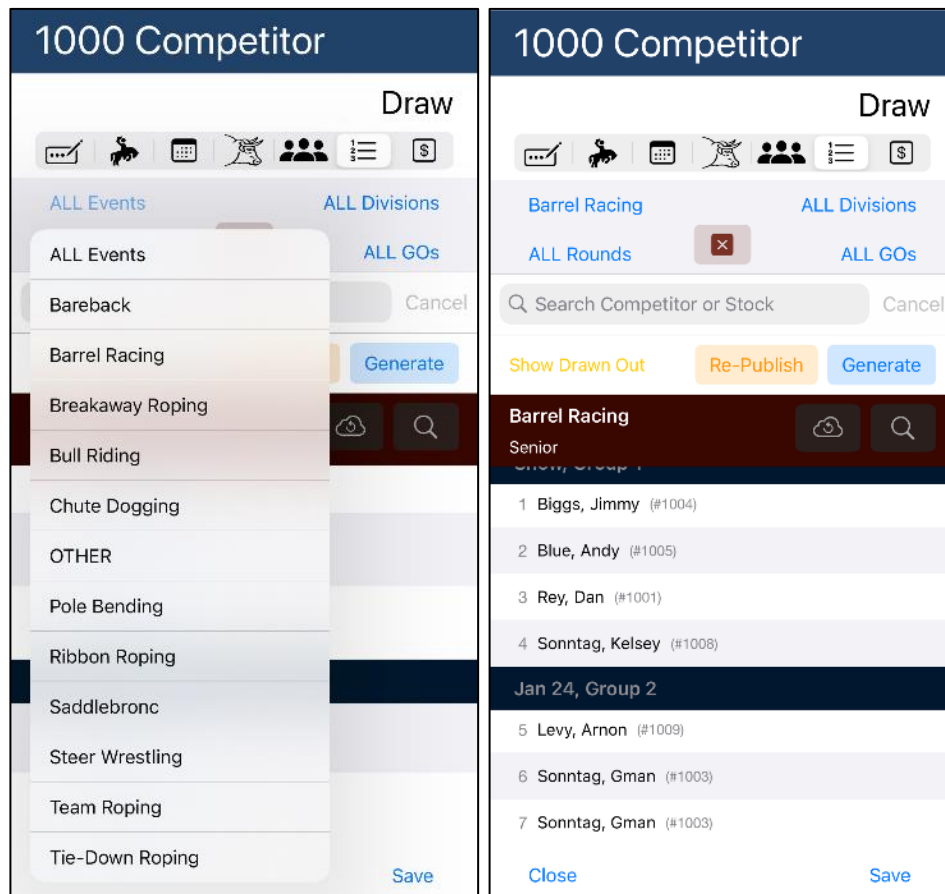 1000 Competitor
Draw
ALL Events
ALL Divisions
ALL GOs
ALL Events
Bareback
Barrel Racing
Breakaway Roping
Bull Riding
Chute Dogging
OTHER
Pole Bending
Ribbon Roping
Saddlebronc
Steer Wrestling
Team Roping
Tie-Down Roping
Cancel
Generate
Save
1000 Competitor
Draw
Barrel Racing
ALL Divisions
ALL Rounds
ALL GOs
Search Competitor or Stock
Cancel
Show Drawn Out
Re-Publish
Generate
Barrel Racing
Senior
1 Biggs, Jimmy (#1004)
2 Blue, Andy (#1005)
3 Rey, Dan (#1001)
4 Sonntag, Kelsey (#1008)
Jan 24, Group 2
5 Levy, Arnon (#1009)
6 Sonntag, Gman (#1003)
7 Sonntag, Gman (#1003)
Close
Save